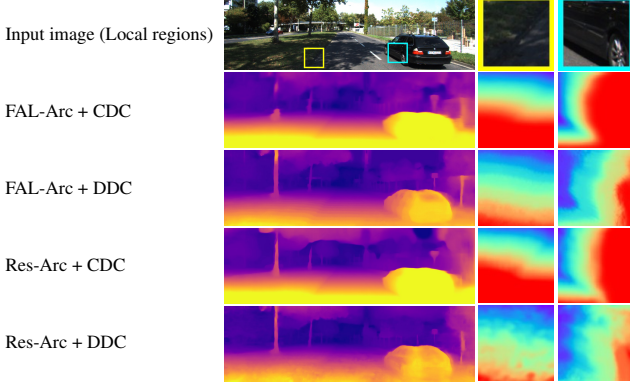 Input image (Local regions)
FAL-Arc + CDC
FAL-Arc + DDC
Res-Arc + CDC
Res-Arc + DDC